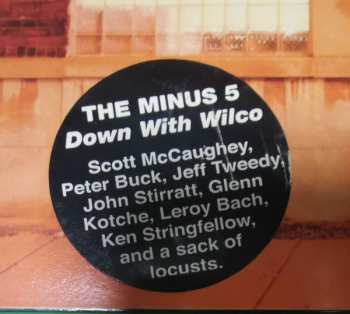 THE MINUS 5
Down With Wilco
Scott McCaughey,
Peter Buck, Jeff Tweedy,
John Stirratt, Glenn
Kotche, Leroy Bach,
Ken Stringfellow,
and a sack of
locusts.